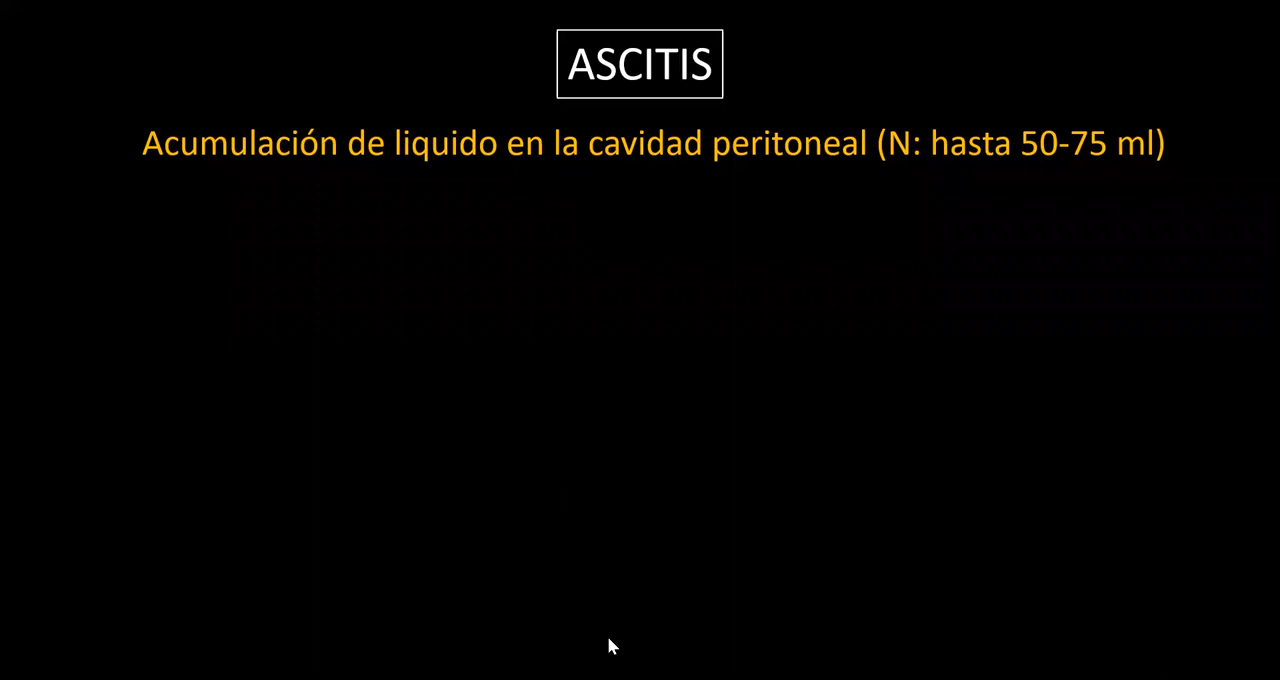 ASCITIS
Acumulación de liquido en la cavidad peritoneal (N: hasta 50-75 ml)